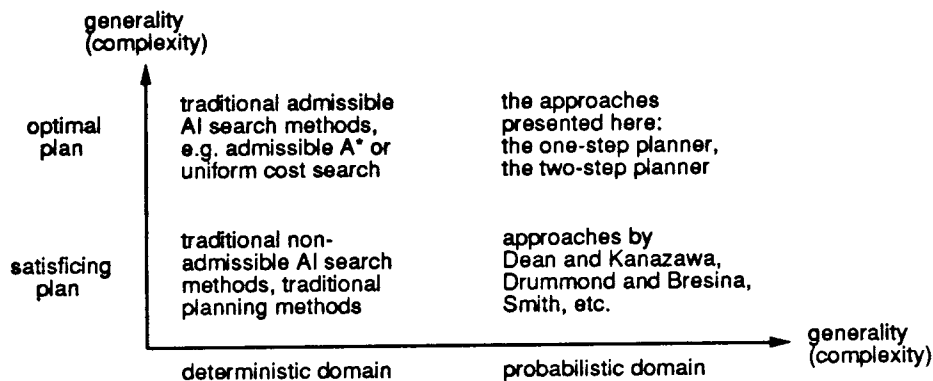 generality
(complexity)
optimal
plan
traditional admissible
AI search methods,
e.g. admissible A* or
uniform cost search
the approaches
presented here:
the one-step planner,
the two-step planner
satisficing
plan
traditional non-
admissible AI search
methods, traditional
planning methods
approaches by
Dean and Kanazawa,
Drummond and Bresina,
Smith, etc.
generality
(complexity)
deterministic domain
probabilistic domain